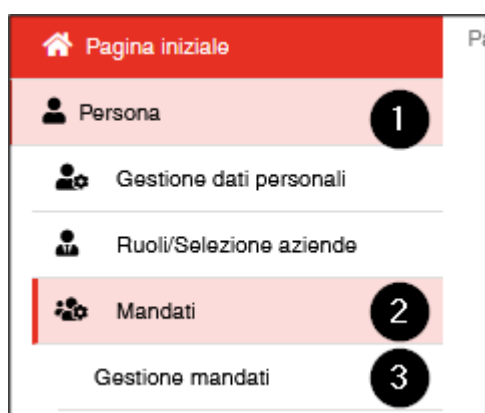 Pagina iniziale
Pa
Persona 1
Gestione dati personali
Ruoli/Selezione aziende
Mandati 2
Gestione mandati 3